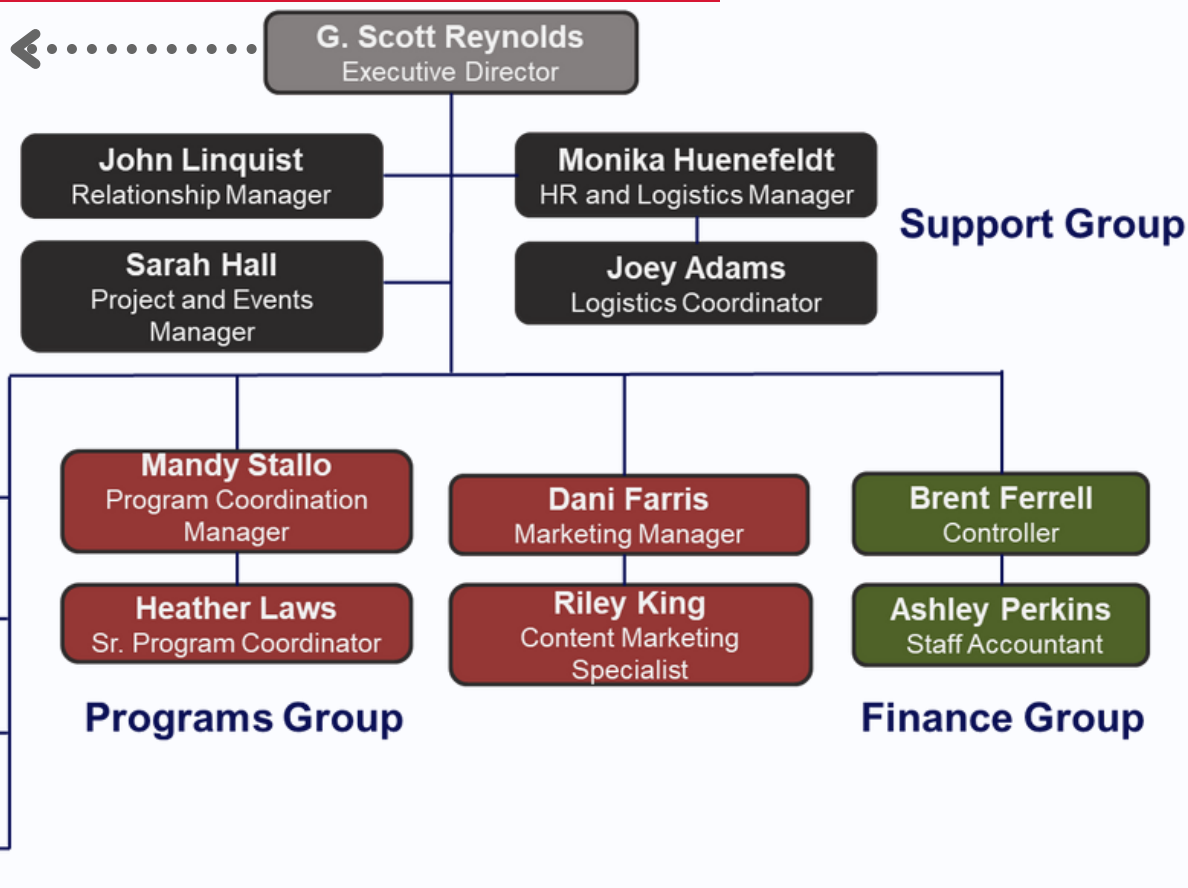 G. Scott Reynolds
Executive Director
John Linquist
Relationship Manager
Monika Huenefeldt
HR and Logistics Manager
Support Group
Sarah Hall
Project and Events
Manager
Joey Adams
Logistics Coordinator
Mandy Stallo
Program Coordination
Manager
Dani Farris
Marketing Manager
Brent Ferrell
Controller
Heather Laws
Sr. Program Coordinator
Riley King
Content Marketing
Specialist
Ashley Perkins
Staff Accountant
Programs Group
Finance Group